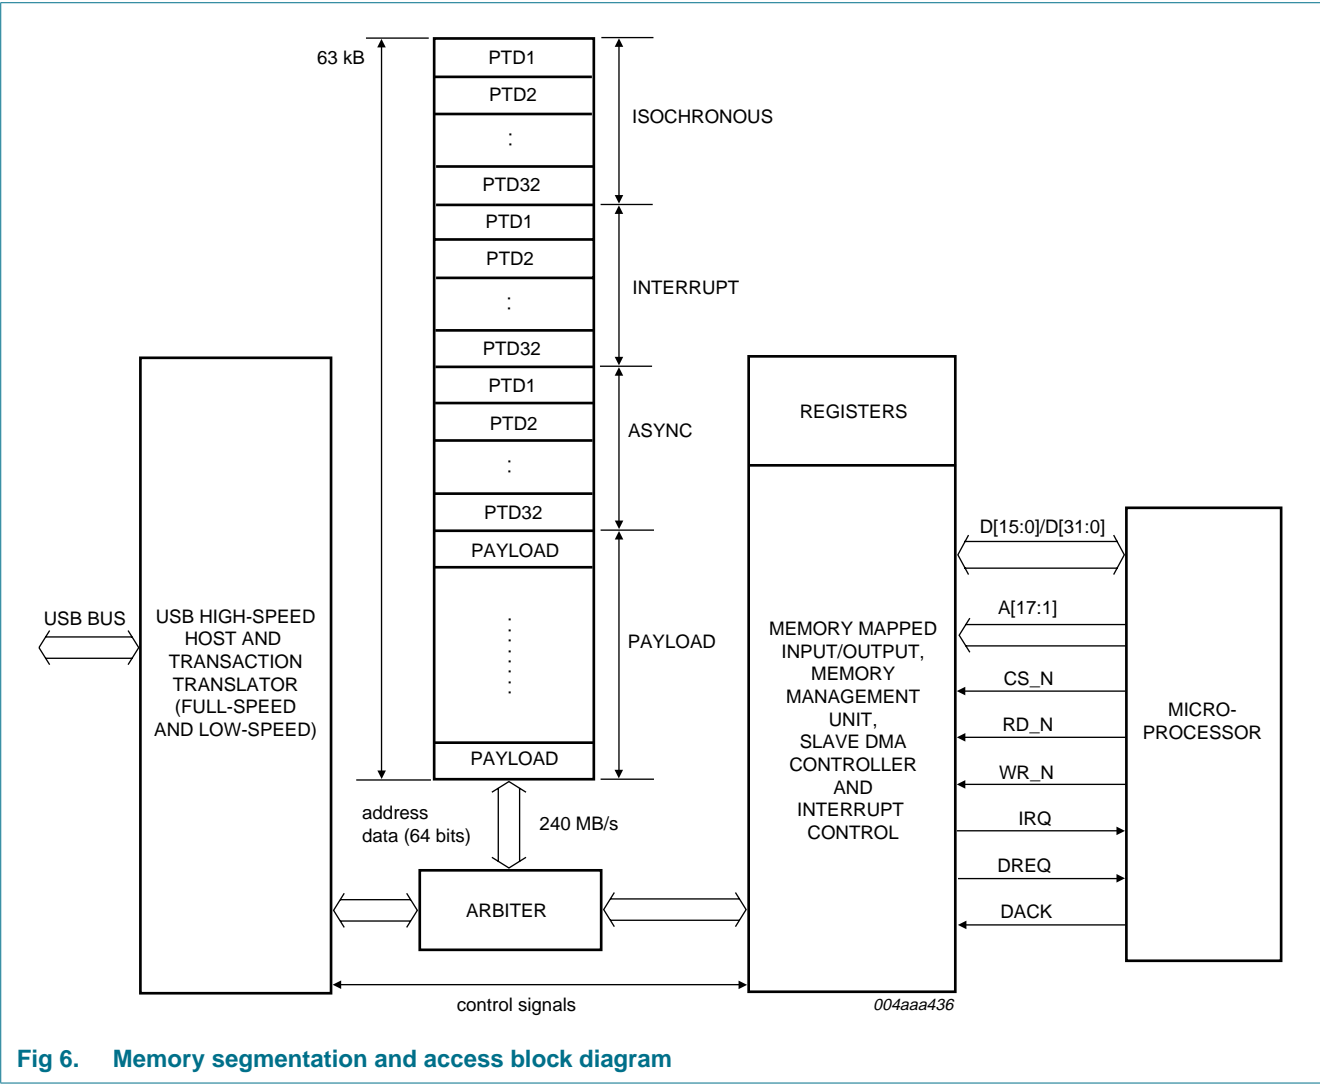 63 kB
PTD1
PTD2
:
PTD32
ISOCHRONOUS
PTD1
PTD2
:
PTD32
INTERRUPT
PTD1
PTD2
:
PTD32
ASYNC
PAYLOAD
PAYLOAD
PAYLOAD
USB BUS
USB HIGH-SPEED
HOST AND
TRANSACTION
TRANSLATOR
(FULL-SPEED
AND LOW-SPEED)
address
data (64 bits)
240 MB/s
ARBITER
control signals
REGISTERS
MEMORY MAPPED
INPUT/OUTPUT,
MEMORY
MANAGEMENT
UNIT,
SLAVE DMA
CONTROLLER
AND
INTERRUPT
CONTROL
D[15:0]/D[31:0]
A[17:1]
CS_N
RD_N
WR_N
IRQ
DREQ
DACK
MICRO-
PROCESSOR
004aaa436
Fig 6. Memory segmentation and access block diagram